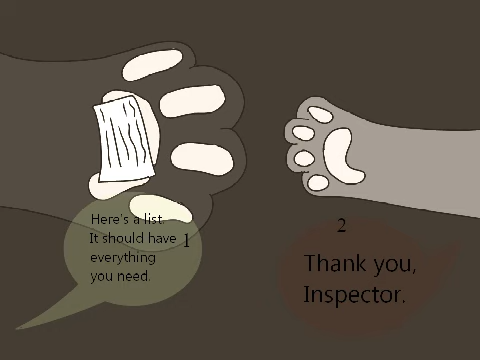 Here's a list.
It should have
everything
you need.
1
2
Thank you,
Inspector.